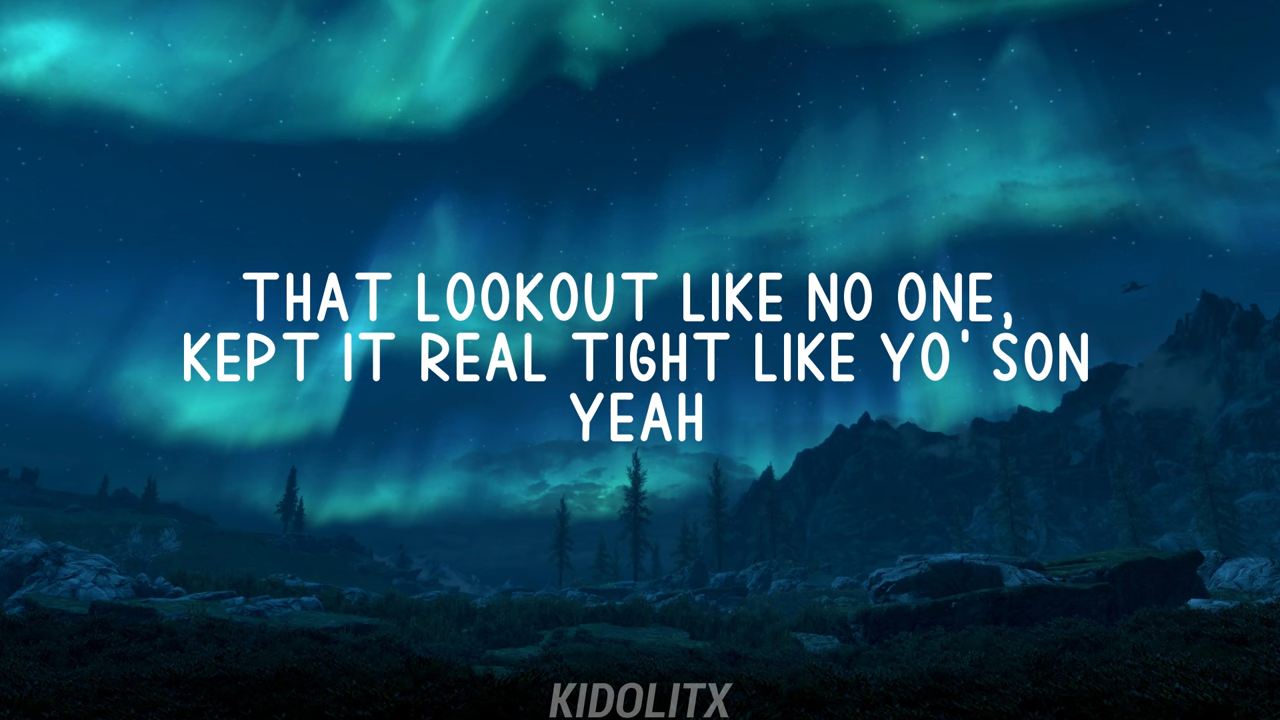 THAT LOOKOUT LIKE NO ONE,
KEPT IT REAL TIGHT LIKE YO' SON
YEAH
KIDOLITX